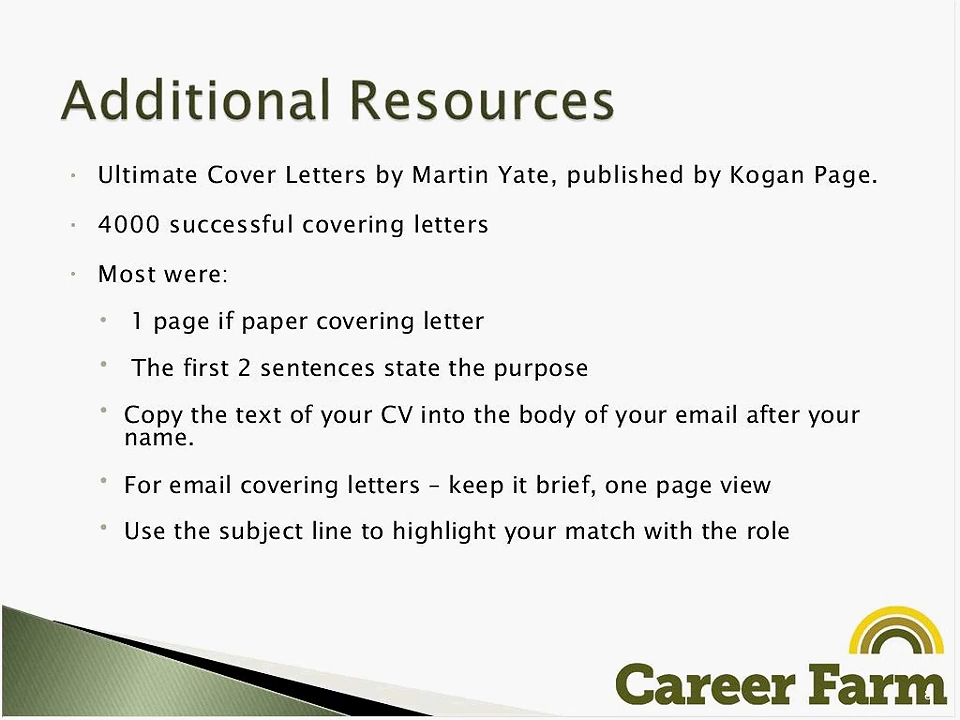 Additional Resources
Ultimate Cover Letters by Martin Yate, published by Kogan Page.
4000 successful covering letters
Most were:
1 page if paper covering letter
The first 2 sentences state the purpose
Copy the text of your CV into the body of your email after your
name.
For email covering letters – keep it brief, one page view
Use the subject line to highlight your match with the role
Career Farm